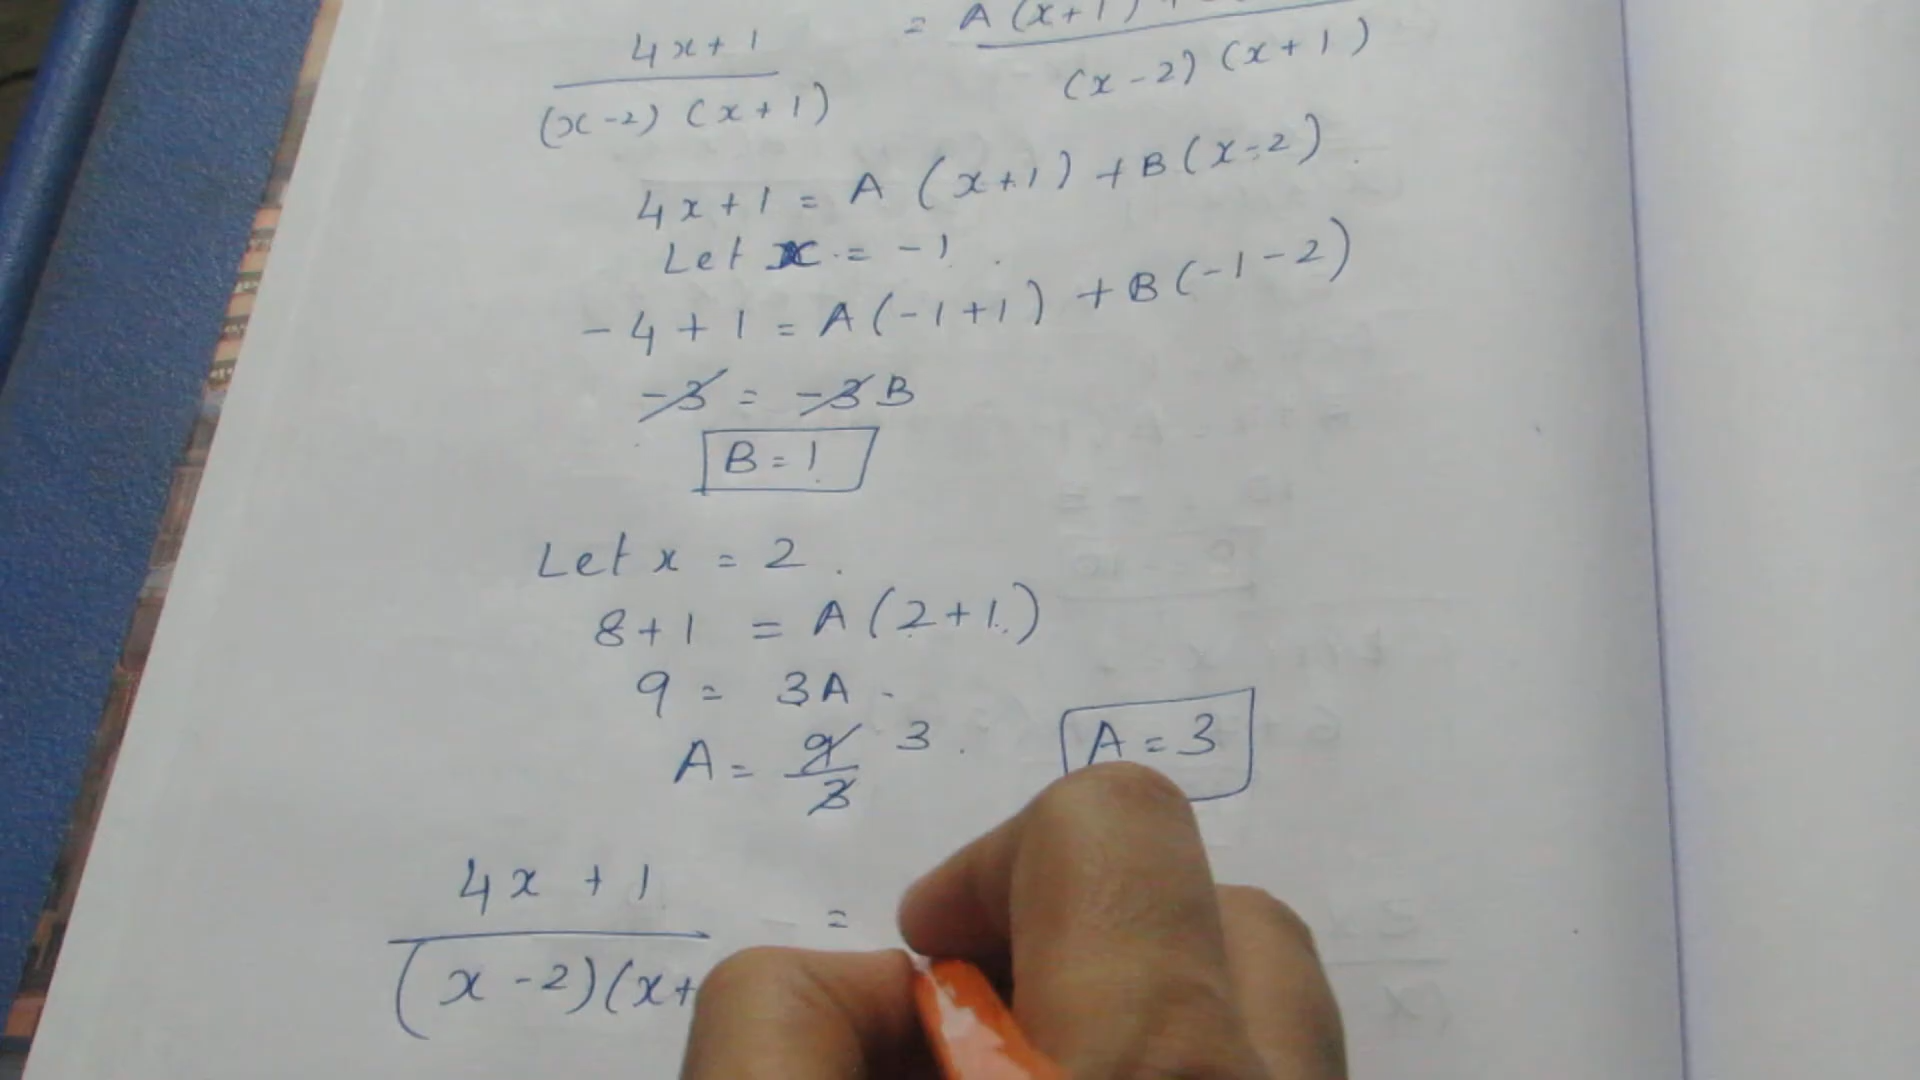 4x+1 = A(x+1)+
(x-2)(x+1) (x-2)(x+1)
4x+1 = A(x+1)+B(x-2)
Let x = -1.
-4+1 = A(-1+1)+B(-1-2)
-3 = -3B
B=1
Let x = 2.
8+1 = A(2+1)
9 = 3A
A = 9/3 3. A=3
4x+1 =
(x-2)(x+